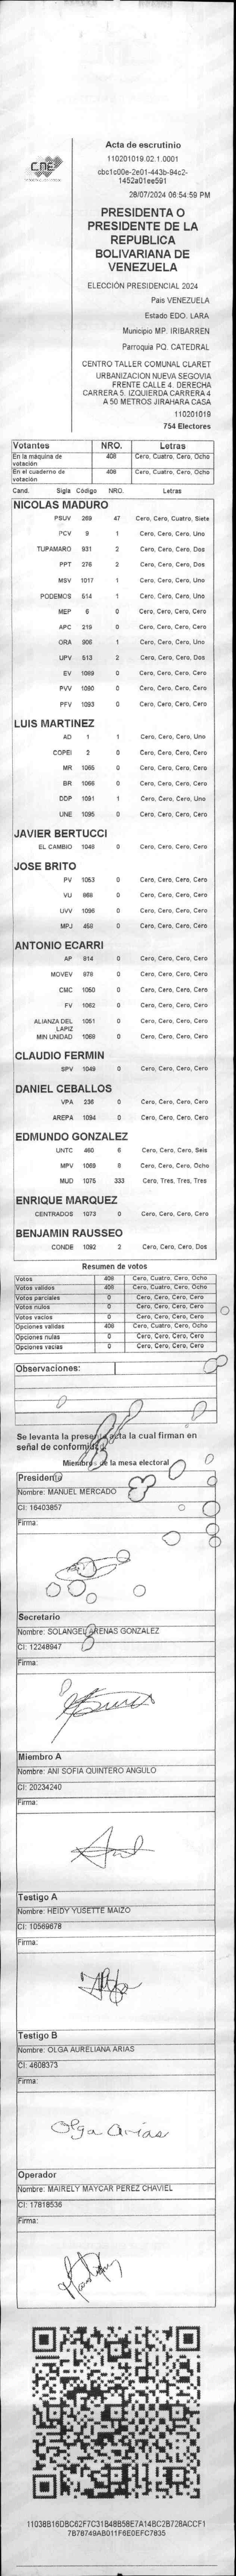 CNE
Acta de escrutinio
110201019.02.1.0001
cbc1c00e-2e01-443b-94c2-
1452a01ee591
28/07/2024 06:54:59 PM
PRESIDENTA O
PRESIDENTE DE LA
REPUBLICA
BOLIVARIANA DE
VENEZUELA
ELECCIÓN PRESIDENCIAL 2024
Pais VENEZUELA
Estado EDO. LARA
Municipio MP. IRIBARREN
Parroquia PQ. CATEDRAL
CENTRO TALLER COMUNAL CLARET
URBANIZACION NUEVA SEGOVIA
FRENTE CALLE 4. DERECHA
CARRERA 5. IZQUIERDA CARRERA 4
A 50 METROS JIRAHARA CASA
110201019
754 Electores
Votantes NRO. Letras
En la máquina de votación 408 Cero, Cuatro, Cero, Ocho
En el cuaderno de votación 408 Cero, Cuatro, Cero, Ocho
Cand. Sigla Código NRO. Letras
NICOLAS MADURO
PSUV 269 47 Cero, Cero, Cuatro, Siete
PCV 9 1 Cero, Cero, Cero, Uno
TUPAMARO 931 2 Cero, Cero, Cero, Dos
PPT 276 2 Cero, Cero, Cero, Dos
MSV 1017 1 Cero, Cero, Cero, Uno
PODEMOS 514 1 Cero, Cero, Cero, Uno
MEP 6 0 Cero, Cero, Cero, Cero
APC 219 0 Cero, Cero, Cero, Cero
ORA 906 1 Cero, Cero, Cero, Uno
UPV 513 2 Cero, Cero, Cero, Dos
EV 1089 0 Cero, Cero, Cero, Cero
PVV 1090 0 Cero, Cero, Cero, Cero
PFV 1093 0 Cero, Cero, Cero, Cero
LUIS MARTINEZ
AD 1 1 Cero, Cero, Cero, Uno
COPEI 2 0 Cero, Cero, Cero, Cero
MR 1065 0 Cero, Cero, Cero, Cero
BR 1066 0 Cero, Cero, Cero, Cero
DDP 1091 1 Cero, Cero, Cero, Uno
UNE 1095 0 Cero, Cero, Cero, Cero
JAVIER BERTUCCI
EL CAMBIO 1048 0 Cero, Cero, Cero, Cero
JOSE BRITO
PV 1053 0 Cero, Cero, Cero, Cero
VU 868 0 Cero, Cero, Cero, Cero
UVV 1096 0 Cero, Cero, Cero, Cero
MPJ 458 0 Cero, Cero, Cero, Cero
ANTONIO ECARRI
AP 814 0 Cero, Cero, Cero, Cero
MOVEV 878 0 Cero, Cero, Cero, Cero
CMC 1050 0 Cero, Cero, Cero, Cero
FV 1062 0 Cero, Cero, Cero, Cero
ALIANZA DEL LAPIZ 1051 0 Cero, Cero, Cero, Cero
MIN UNIDAD 1068 0 Cero, Cero, Cero, Cero
CLAUDIO FERMIN
SPV 1049 0 Cero, Cero, Cero, Cero
DANIEL CEBALLOS
VPA 236 0 Cero, Cero, Cero, Cero
AREPA 1094 0 Cero, Cero, Cero, Cero
EDMUNDO GONZALEZ
UNTC 460 6 Cero, Cero, Cero, Seis
MPV 1069 8 Cero, Cero, Cero, Ocho
MUD 1075 333 Cero, Tres, Tres, Tres
ENRIQUE MARQUEZ
CENTRADOS 1073 0 Cero, Cero, Cero, Cero
BENJAMIN RAUSSEO
CONDE 1092 2 Cero, Cero, Cero, Dos
Resumen de votos
Votos 408 Cero, Cuatro, Cero, Ocho
Votos validos 408 Cero, Cuatro, Cero, Ocho
Votos parciales 0 Cero, Cero, Cero, Cero
Votos nulos 0 Cero, Cero, Cero, Cero
Votos vacios 0 Cero, Cero, Cero, Cero
Opciones validas 408 Cero, Cuatro, Cero, Ocho
Opciones nulas 0 Cero, Cero, Cero, Cero
Opciones vacias 0 Cero, Cero, Cero, Cero
Observaciones:
Se levanta la presente acta la cual firman en
señal de conformidad
Miembros de la mesa electoral
Presidente
Nombre: MANUEL MERCADO
CI: 16403857
Firma:
Secretario
Nombre: SOLANGEL ARENAS GONZALEZ
CI: 12248947
Firma:
Miembro A
Nombre: ANI SOFIA QUINTERO ANGULO
CI: 20234240
Firma:
Testigo A
Nombre: HEIDY YUSETTE MAIZO
CI: 10569678
Firma:
Testigo B
Nombre: OLGA AURELIANA ARIAS
CI: 4608373
Firma:
Olga Arias
Operador
Nombre: MAIRELY MAYCAR PEREZ CHAVIEL
CI: 17818536
Firma:
11038B16DBC62F7C31B48B58E7A14BC2B728ACCF1
7B78749AB011F6E0EFC7835